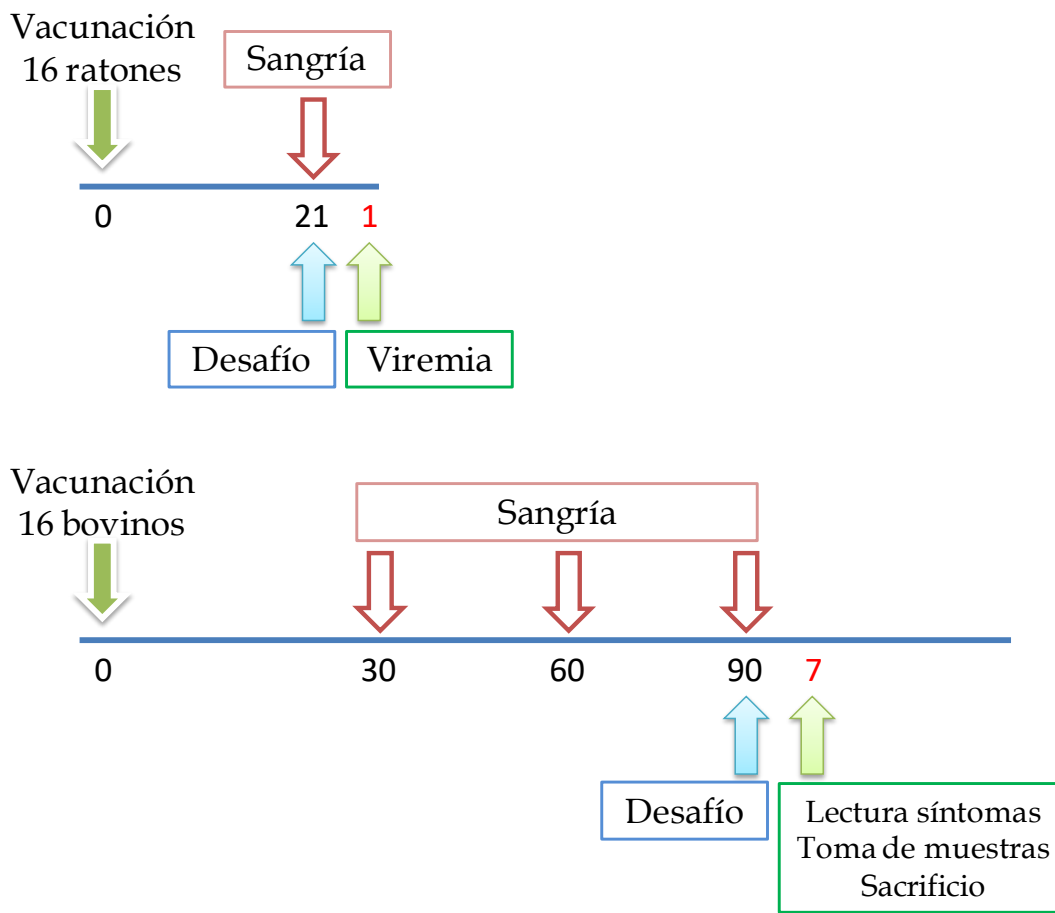 Vacunación
16 ratones
Sangría
0 21 1
Desafío Viremia
Vacunación
16 bovinos
Sangría
0 30 60 90 7
Desafío
Lectura síntomas
Toma de muestras
Sacrificio